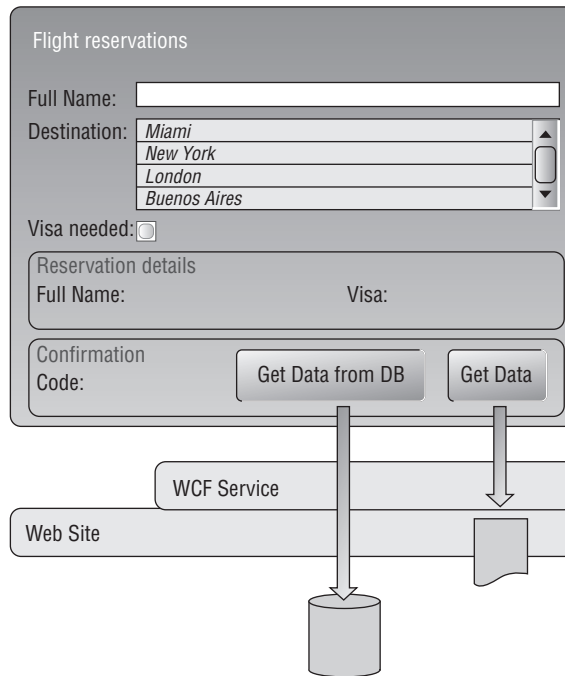 Flight reservations
Full Name:
Destination: Miami
New York
London
Buenos Aires
Visa needed:
Reservation details
Full Name: Visa:
Confirmation
Code: Get Data from DB Get Data
WCF Service
Web Site